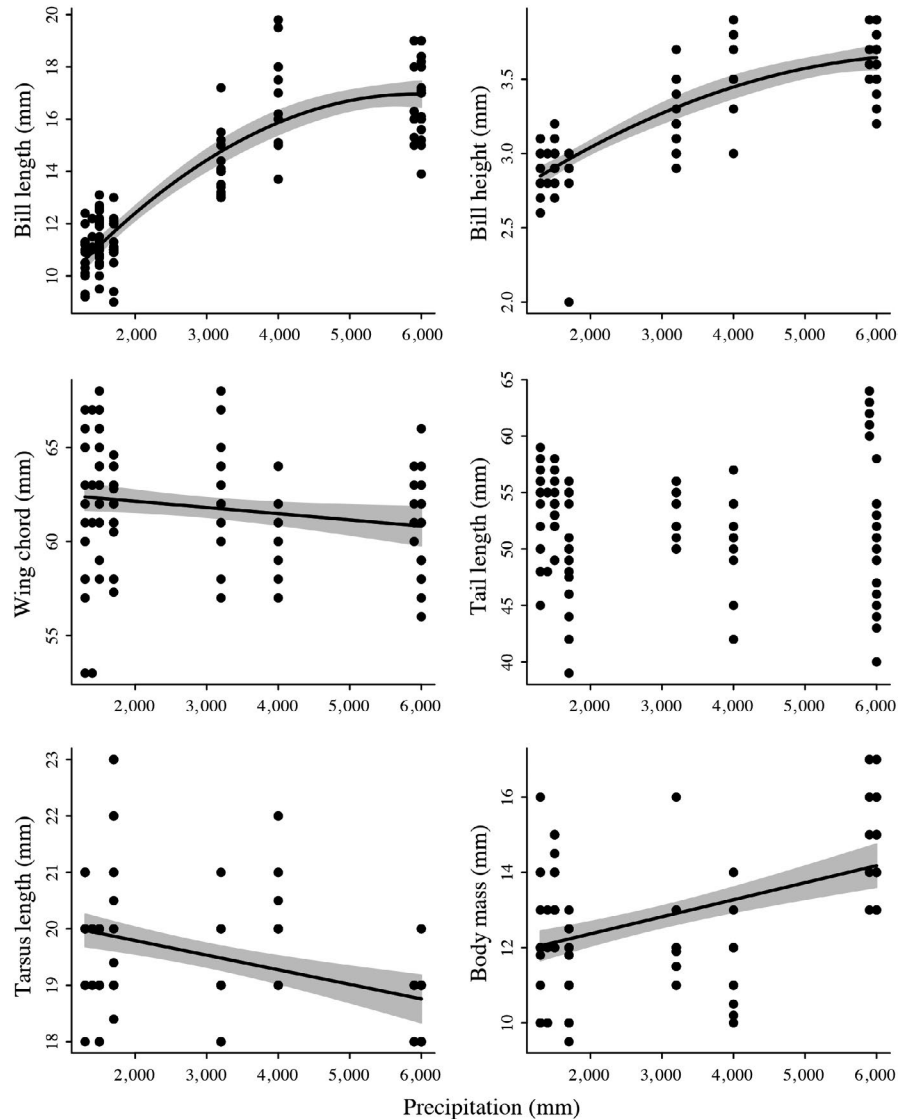 Bill length (mm)
20
18
16
14
12
10
2,000 3,000 4,000 5,000 6,000
Bill height (mm)
3.5
3.0
2.5
2.0
2,000 3,000 4,000 5,000 6,000
Wing chord (mm)
65
60
55
2,000 3,000 4,000 5,000 6,000
Tail length (mm)
65
60
55
50
45
40
2,000 3,000 4,000 5,000 6,000
Tarsus length (mm)
23
22
21
20
19
18
2,000 3,000 4,000 5,000 6,000
Body mass (mm)
16
14
12
10
2,000 3,000 4,000 5,000 6,000
Precipitation (mm)